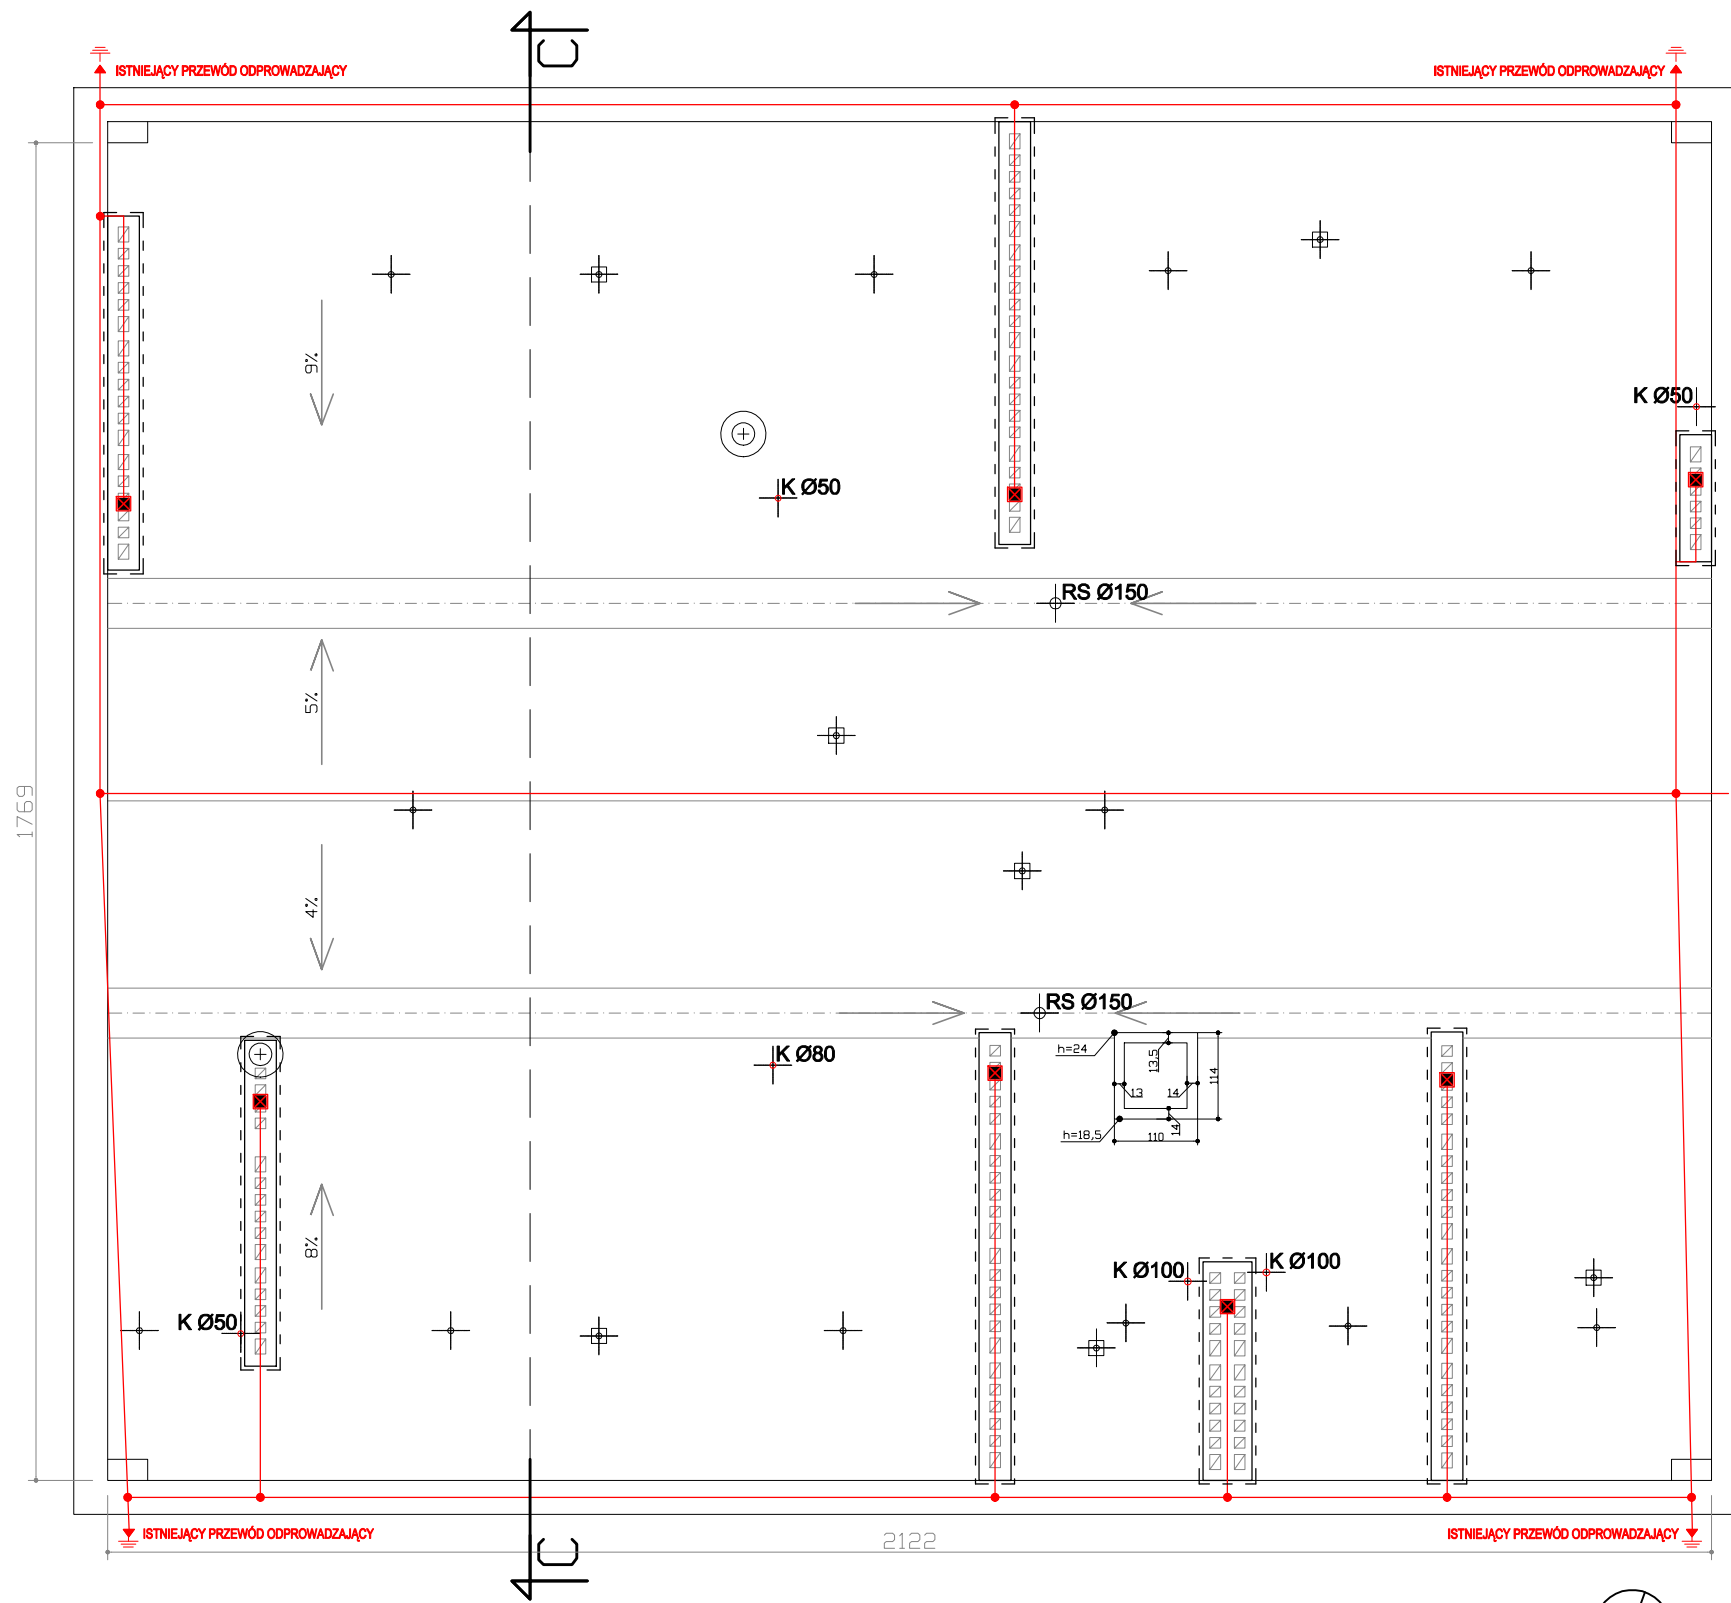 C
ISTNIEJĄCY PRZEWÓD ODPROWADZAJĄCY
ISTNIEJĄCY PRZEWÓD ODPROWADZAJĄCY
9%
K Ø50
K Ø50
RS Ø150
5%
1769
4%
RS Ø150
h=24
13,5
K Ø80
114
13
14
14
h=18,5
110
8%
K Ø100
K Ø100
K Ø50
ISTNIEJĄCY PRZEWÓD ODPROWADZAJĄCY
ISTNIEJĄCY PRZEWÓD ODPROWADZAJĄCY
2122
C